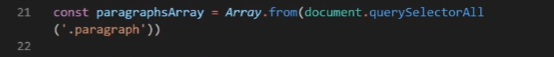 21 const paragraphsArray = Array.from(document.querySelectorAll
('.paragraph'))
22